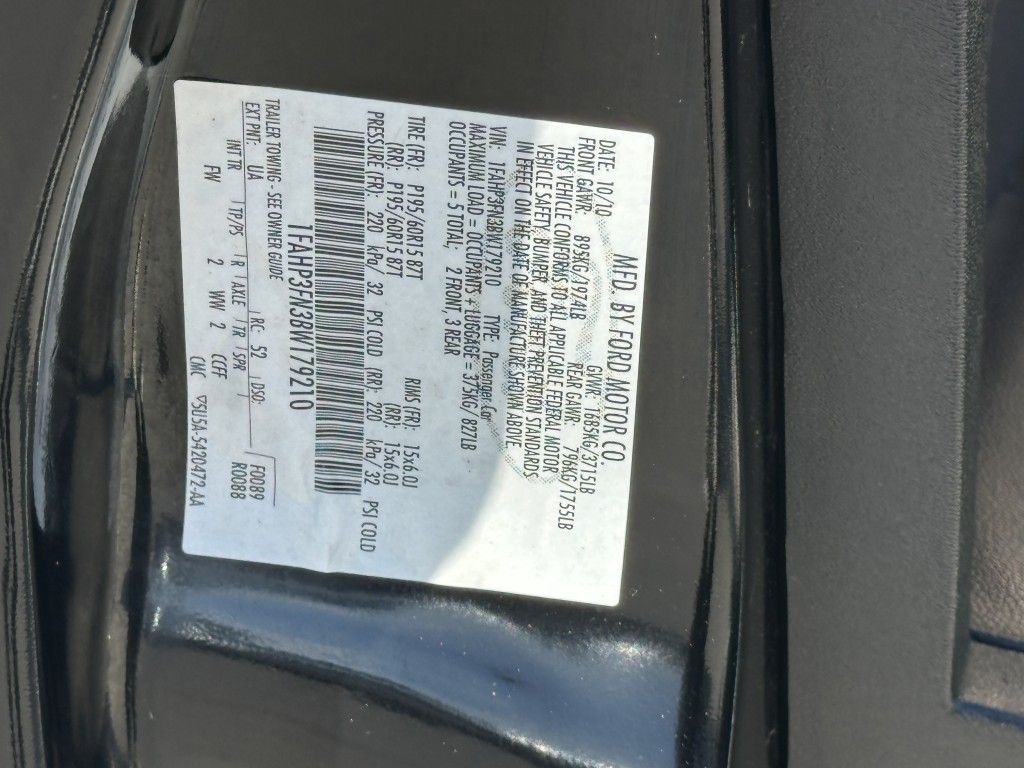 MFD. BY FORD MOTOR CO.
DATE: 10/10 GVWR: 1685KG/3715LB
FRONT GAWR: 895KG/1974LB REAR GAWR: 796KG/1755LB
THIS VEHICLE CONFORMS TO ALL APPLICABLE FEDERAL MOTOR
VEHICLE SAFETY, BUMPER, AND THEFT PREVENTION STANDARDS
IN EFFECT ON THE DATE OF MANUFACTURE SHOWN ABOVE.
VIN: 1FAHP3FN3BW179210 TYPE: Passenger Car
MAXIMUM LOAD = OCCUPANTS + LUGGAGE = 373KG/821LB
OCCUPANTS = 5 TOTAL, 2 FRONT, 3 REAR
TIRE (FR): P195/60R15 87T RIMS (FR): 15x6.0J
(RR): P195/60R15 87T (RR): 15x6.0J
PRESSURE (FR): 220 kPa/ 32 PSI COLD (RR): 220 kPa/ 32 PSI COLD
1FAHP3FN3BW179210
TRAILER TOWING - SEE OWNER GUIDE
EXT PNT: UA RC: 52 DSO: F0089
INT TR TP/PS R AXLE TR SPR R0088
FW 2 WW 2 CCFF
CMC 5U5A-5420472-AA